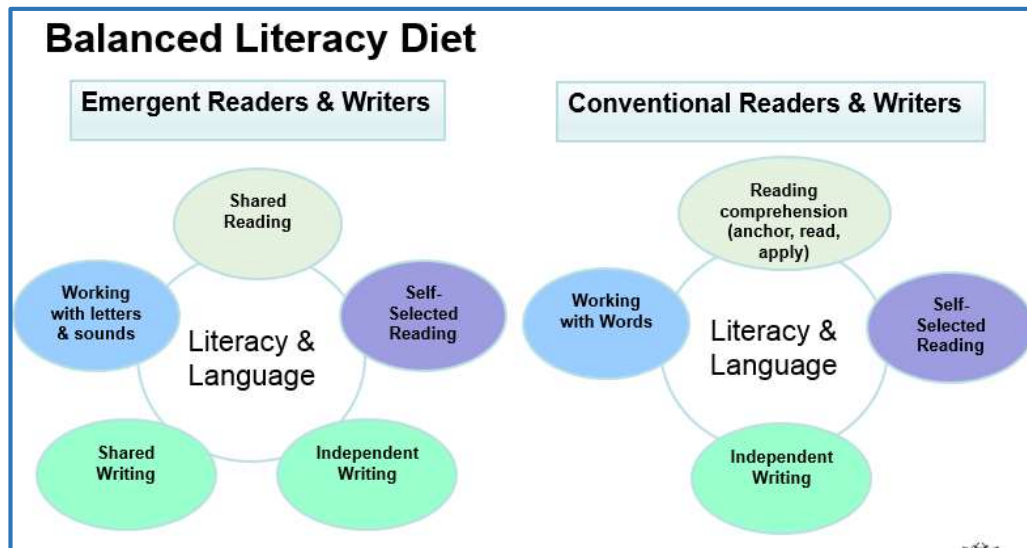 Balanced Literacy Diet
Emergent Readers & Writers
Shared
Reading
Working
with letters
& sounds
Self-
Selected
Reading
Literacy &
Language
Shared
Writing
Independent
Writing
Conventional Readers & Writers
Reading
comprehension
(anchor, read,
apply)
Working
with Words
Self-
Selected
Reading
Literacy &
Language
Independent
Writing